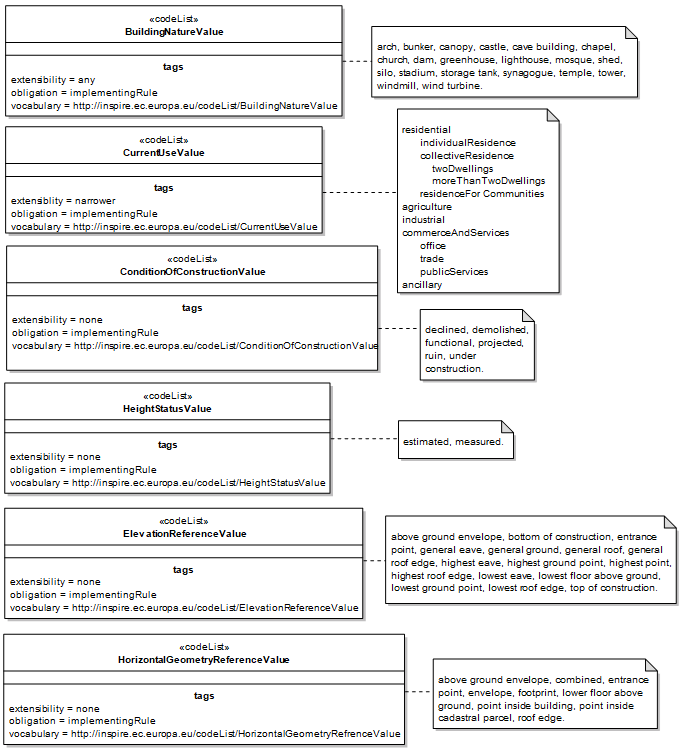 «codeList»
BuildingNatureValue
tags
extensibility = any
obligation = implementingRule
vocabulary = http://inspire.ec.europa.eu/codeList/BuildingNatureValue
arch, bunker, canopy, castle, cave building, chapel,
church, dam, greenhouse, lighthouse, mosque, shed,
silo, stadium, storage tank, synagogue, temple, tower,
windmill, wind turbine.
«codeList»
CurrentUseValue
tags
extensiblity = narrower
obligation = implementingRule
vocabulary = http://inspire.ec.europa.eu/codeList/CurrentUseValue
residential
individualResidence
collectiveResidence
twoDwellings
moreThanTwoDwellings
residenceFor Communities
agriculture
industrial
commerceAndServices
office
trade
publicServices
ancillary
«codeList»
ConditionOfConstructionValue
tags
extensibility = none
obligation = implementingRule
vocabulary = http://inspire.ec.europa.eu/codeList/ConditionOfConstructionValue
declined, demolished,
functional, projected,
ruin, under
construction.
«codeList»
HeightStatusValue
tags
extensibility = none
obligation = implementingRule
vocabulary = http://inspire.ec.europa.eu/codeList/HeightStatusValue
estimated, measured.
«codeList»
ElevationReferenceValue
tags
extensibility = none
obligation = implementingRule
vocabulary = http://inspire.ec.europa.eu/codeList/ElevationReferenceValue
above ground envelope, bottom of construction, entrance
point, general eave, general ground, general roof, general
roof edge, highest eave, highest ground point, highest point,
highest roof edge, lowest eave, lowest floor above ground,
lowest ground point, lowest roof edge, top of construction.
«codeList»
HorizontalGeometryReferenceValue
tags
extensibility = none
obligation = implementingRule
vocabulary = http://inspire.ec.europa.eu/codeList/HorizontalGeometryRefrenceValue
above ground envelope, combined, entrance
point, envelope, footprint, lower floor above
ground, point inside building, point inside
cadastral parcel, roof edge.